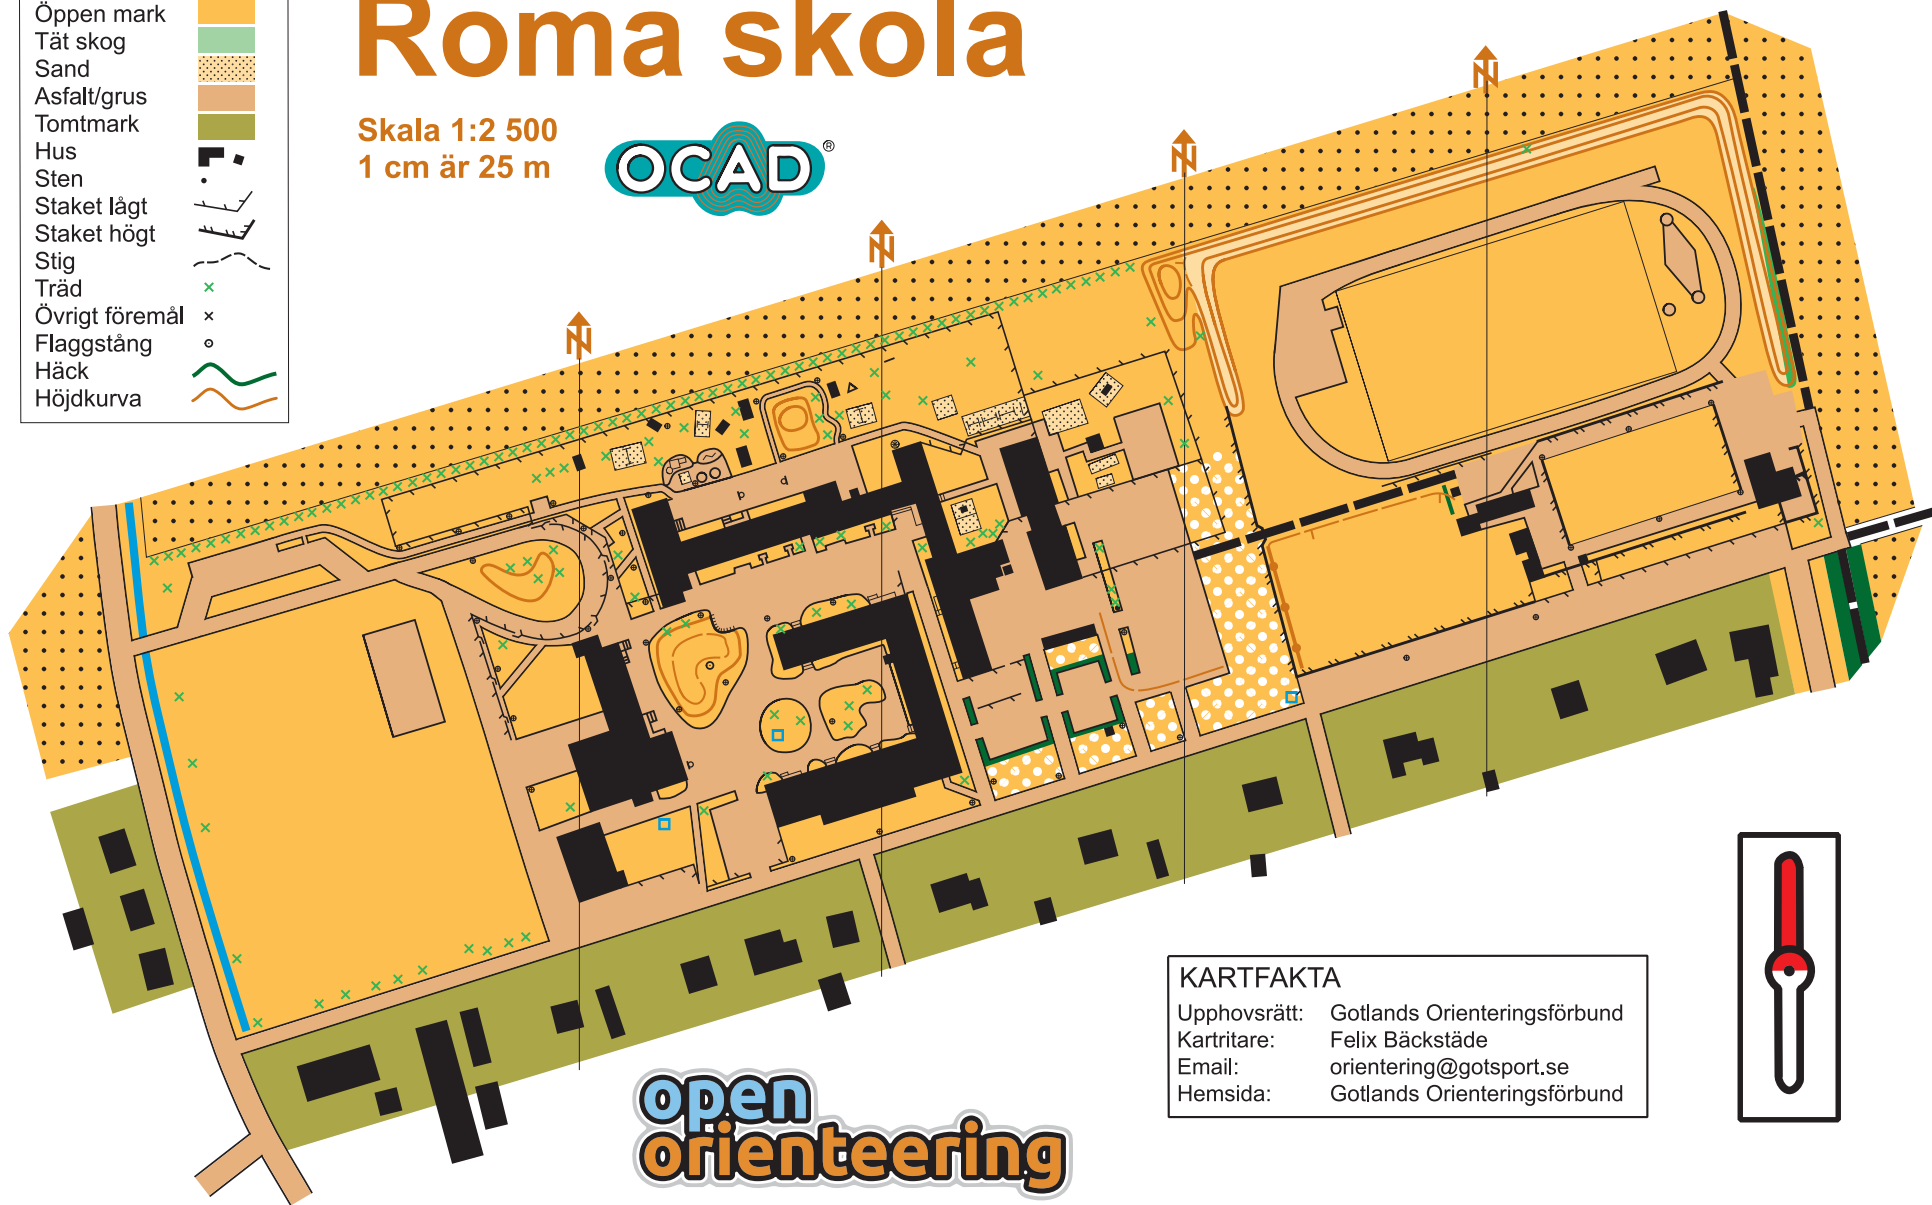 Öppen mark
Tät skog
Sand
Asfalt/grus
Tomtmark
Hus
Sten
Staket lågt
Staket högt
Stig
Träd
Övrigt föremål
Flaggstång
Häck
Höjdkurva
Roma skola
Skala 1:2 500
1 cm är 25 m
OCAD®
N
N
N
N
KARTFAKTA
Upphovsrätt: Gotlands Orienteringsförbund
Kartritare: Felix Bäckstäde
Email: orientering@gotsport.se
Hemsida: Gotlands Orienteringsförbund
open
orienteering